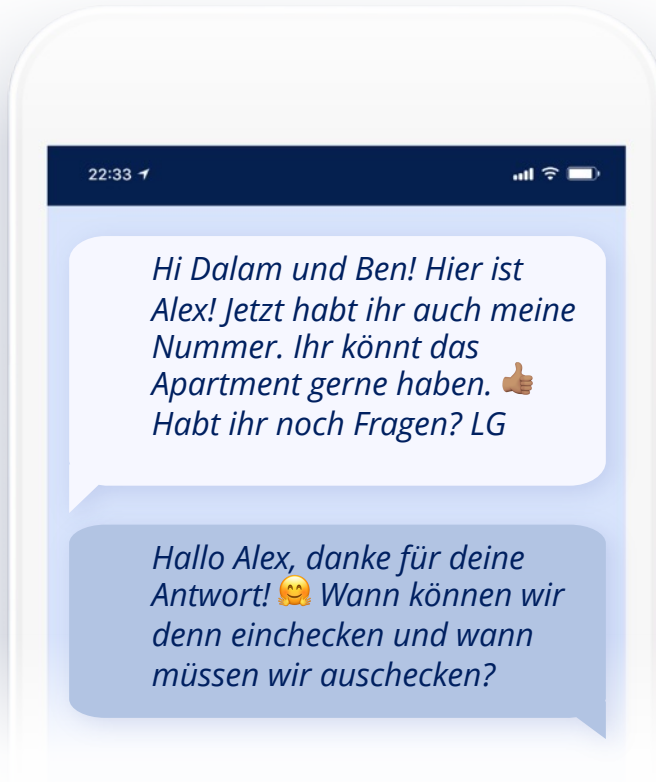 22:33
Hi Dalam und Ben! Hier ist
Alex! Jetzt habt ihr auch meine
Nummer. Ihr könnt das
Apartment gerne haben. 👍🏽
Habt ihr noch Fragen? LG
Hallo Alex, danke für deine
Antwort! 🤗 Wann können wir
denn einchecken und wann
müssen wir auschecken?